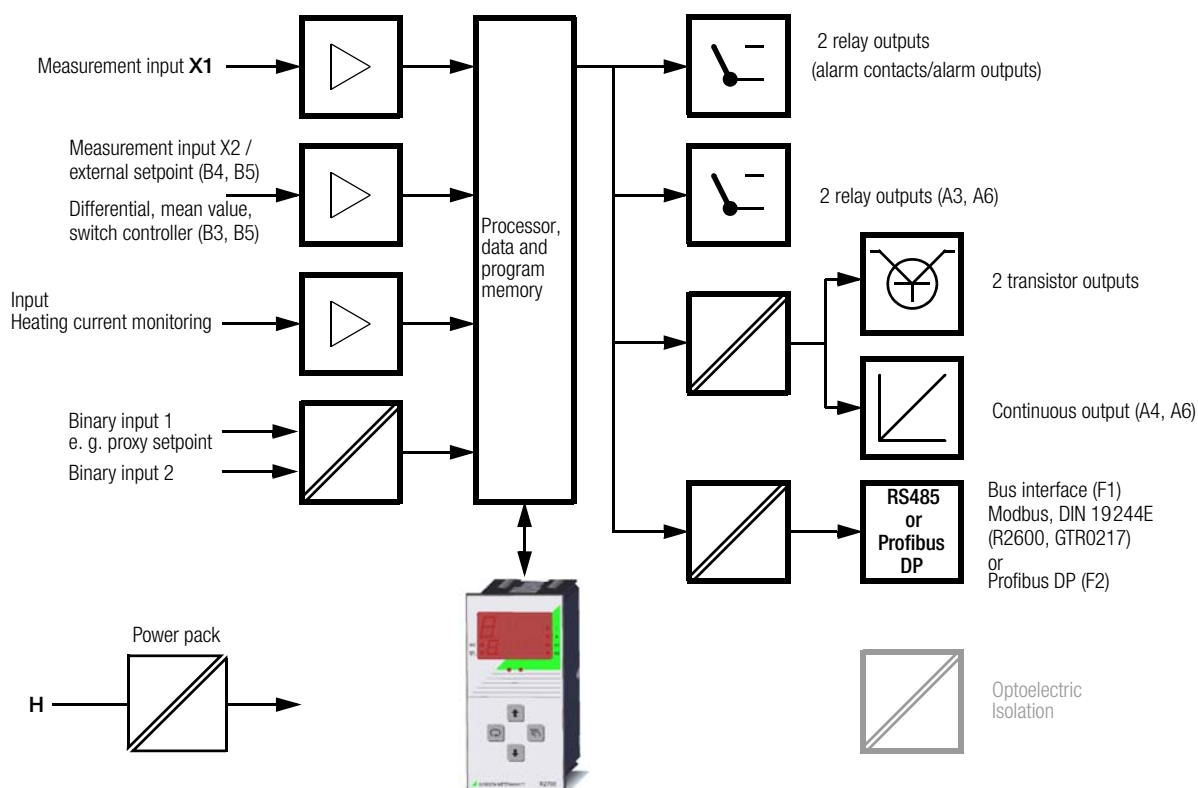 Measurement input X1
Measurement input X2 /
external setpoint (B4, B5)
Differential, mean value,
switch controller (B3, B5)
Input
Heating current monitoring
Binary input 1
e. g. proxy setpoint
Binary input 2
Processor,
data and
program
memory
2 relay outputs
(alarm contacts/alarm outputs)
2 relay outputs (A3, A6)
2 transistor outputs
Continuous output (A4, A6)
RS485
or
Profibus
DP
Bus interface (F1)
Modbus, DIN 19244E
(R2600, GTR0217)
or
Profibus DP (F2)
Power pack
H
Optoelectric
Isolation
R2700